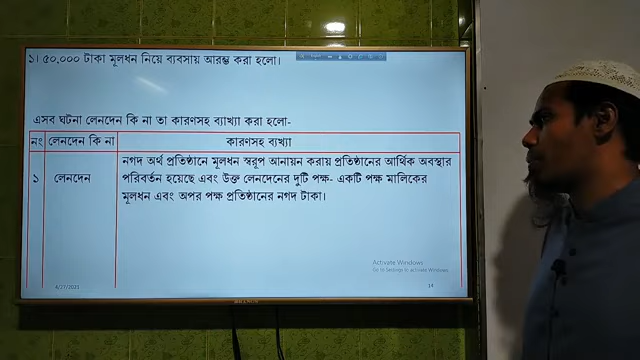 ১। ৫০,০০০ টাকা মূলধন নিয়ে ব্যবসায় আরম্ভ করা হলো।
এসব ঘটনা লেনদেন কি না তা কারণসহ ব্যাখ্যা করা হলো-
নং লেনদেন কি না কারণসহ ব্যখ্যা
নগদ অর্থ প্রতিষ্ঠানে মূলধন স্বরূপ আনায়ন করায় প্রতিষ্ঠানের আর্থিক অবস্থার
১ লেনদেন পরিবর্তন হয়েছে এবং উক্ত লেনদেনের দুটি পক্ষ- একটি পক্ষ মালিকের
মূলধন এবং অপর পক্ষ প্রতিষ্ঠানের নগদ টাকা।
Activate Windows
Go to Settings to activate Windows
4/27/2021 14